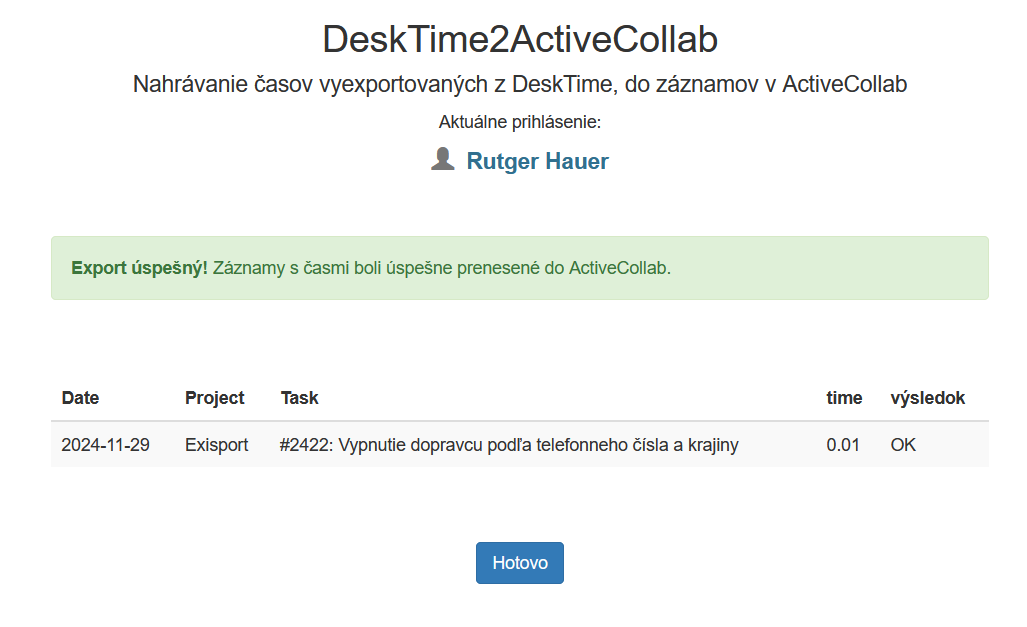 DeskTime2ActiveCollab
Nahrávanie časov vyexportovaných z DeskTime, do záznamov v ActiveCollab
Aktuálne prihlásenie:
Rutger Hauer
Export úspešný! Záznamy s časmi boli úspešne prenesené do ActiveCollab.
Date Project Task time výsledok
2024-11-29 Exisport #2422: Vypnutie dopravcu podľa telefonneho čísla a krajiny 0.01 OK
Hotovo